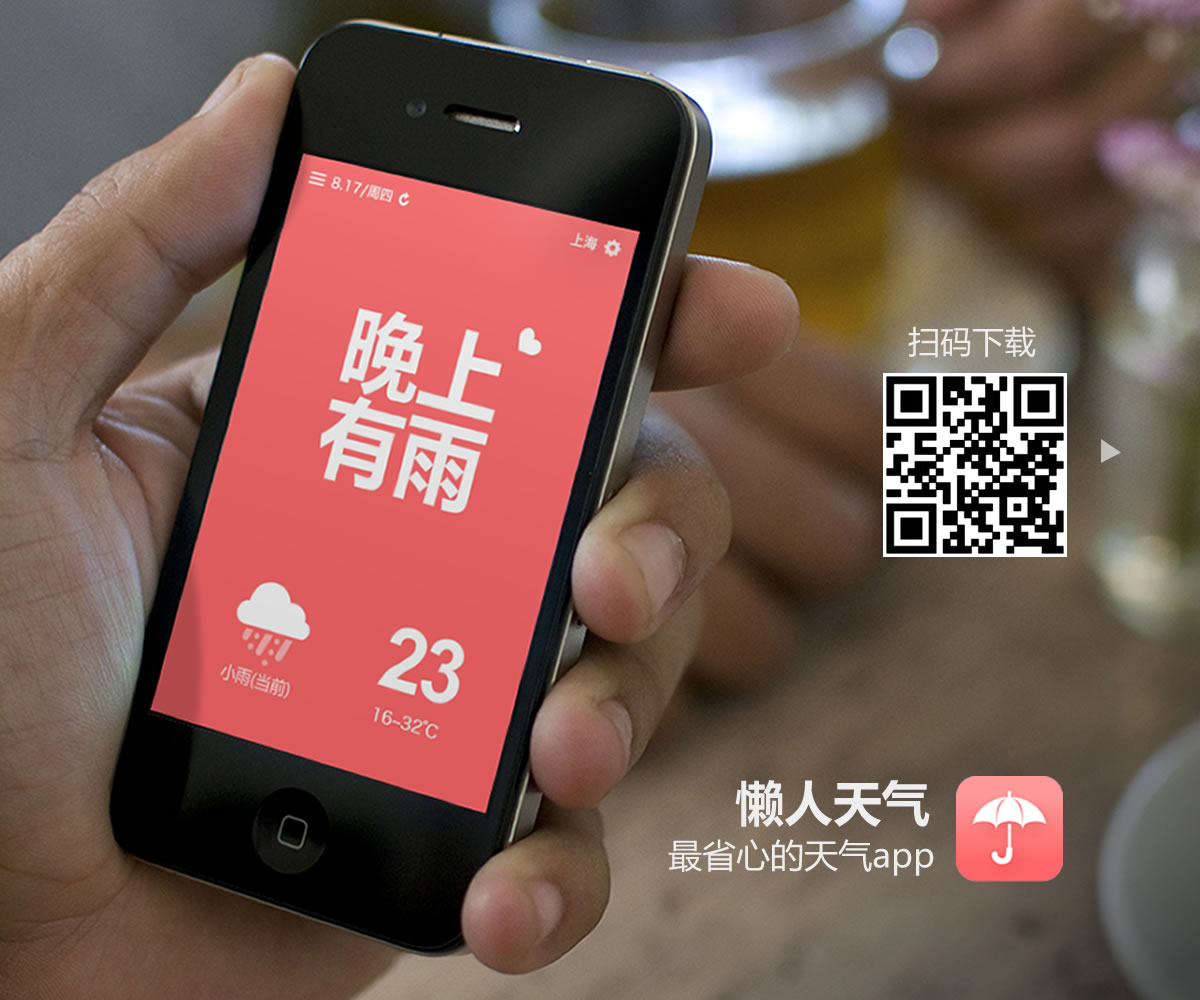 8.17/周四
上海
晚上
有雨
小雨(当前)
23
16-32℃
扫码下载
懒人天气
最省心的天气app